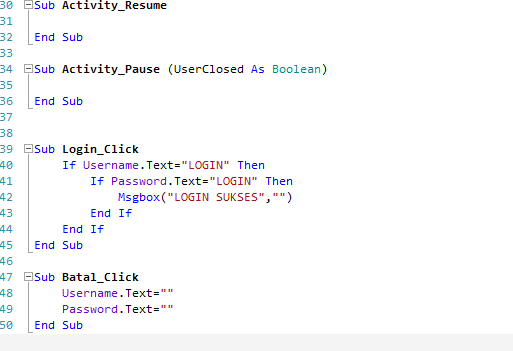 30 Sub Activity_Resume
31
32 End Sub
33
34 Sub Activity_Pause (UserClosed As Boolean)
35
36 End Sub
37
38
39 Sub Login_Click
40 If Username.Text="LOGIN" Then
41 If Password.Text="LOGIN" Then
42 Msgbox("LOGIN SUKSES","")
43 End If
44 End If
45 End Sub
46
47 Sub Batal_Click
48 Username.Text=""
49 Password.Text=""
50 End Sub